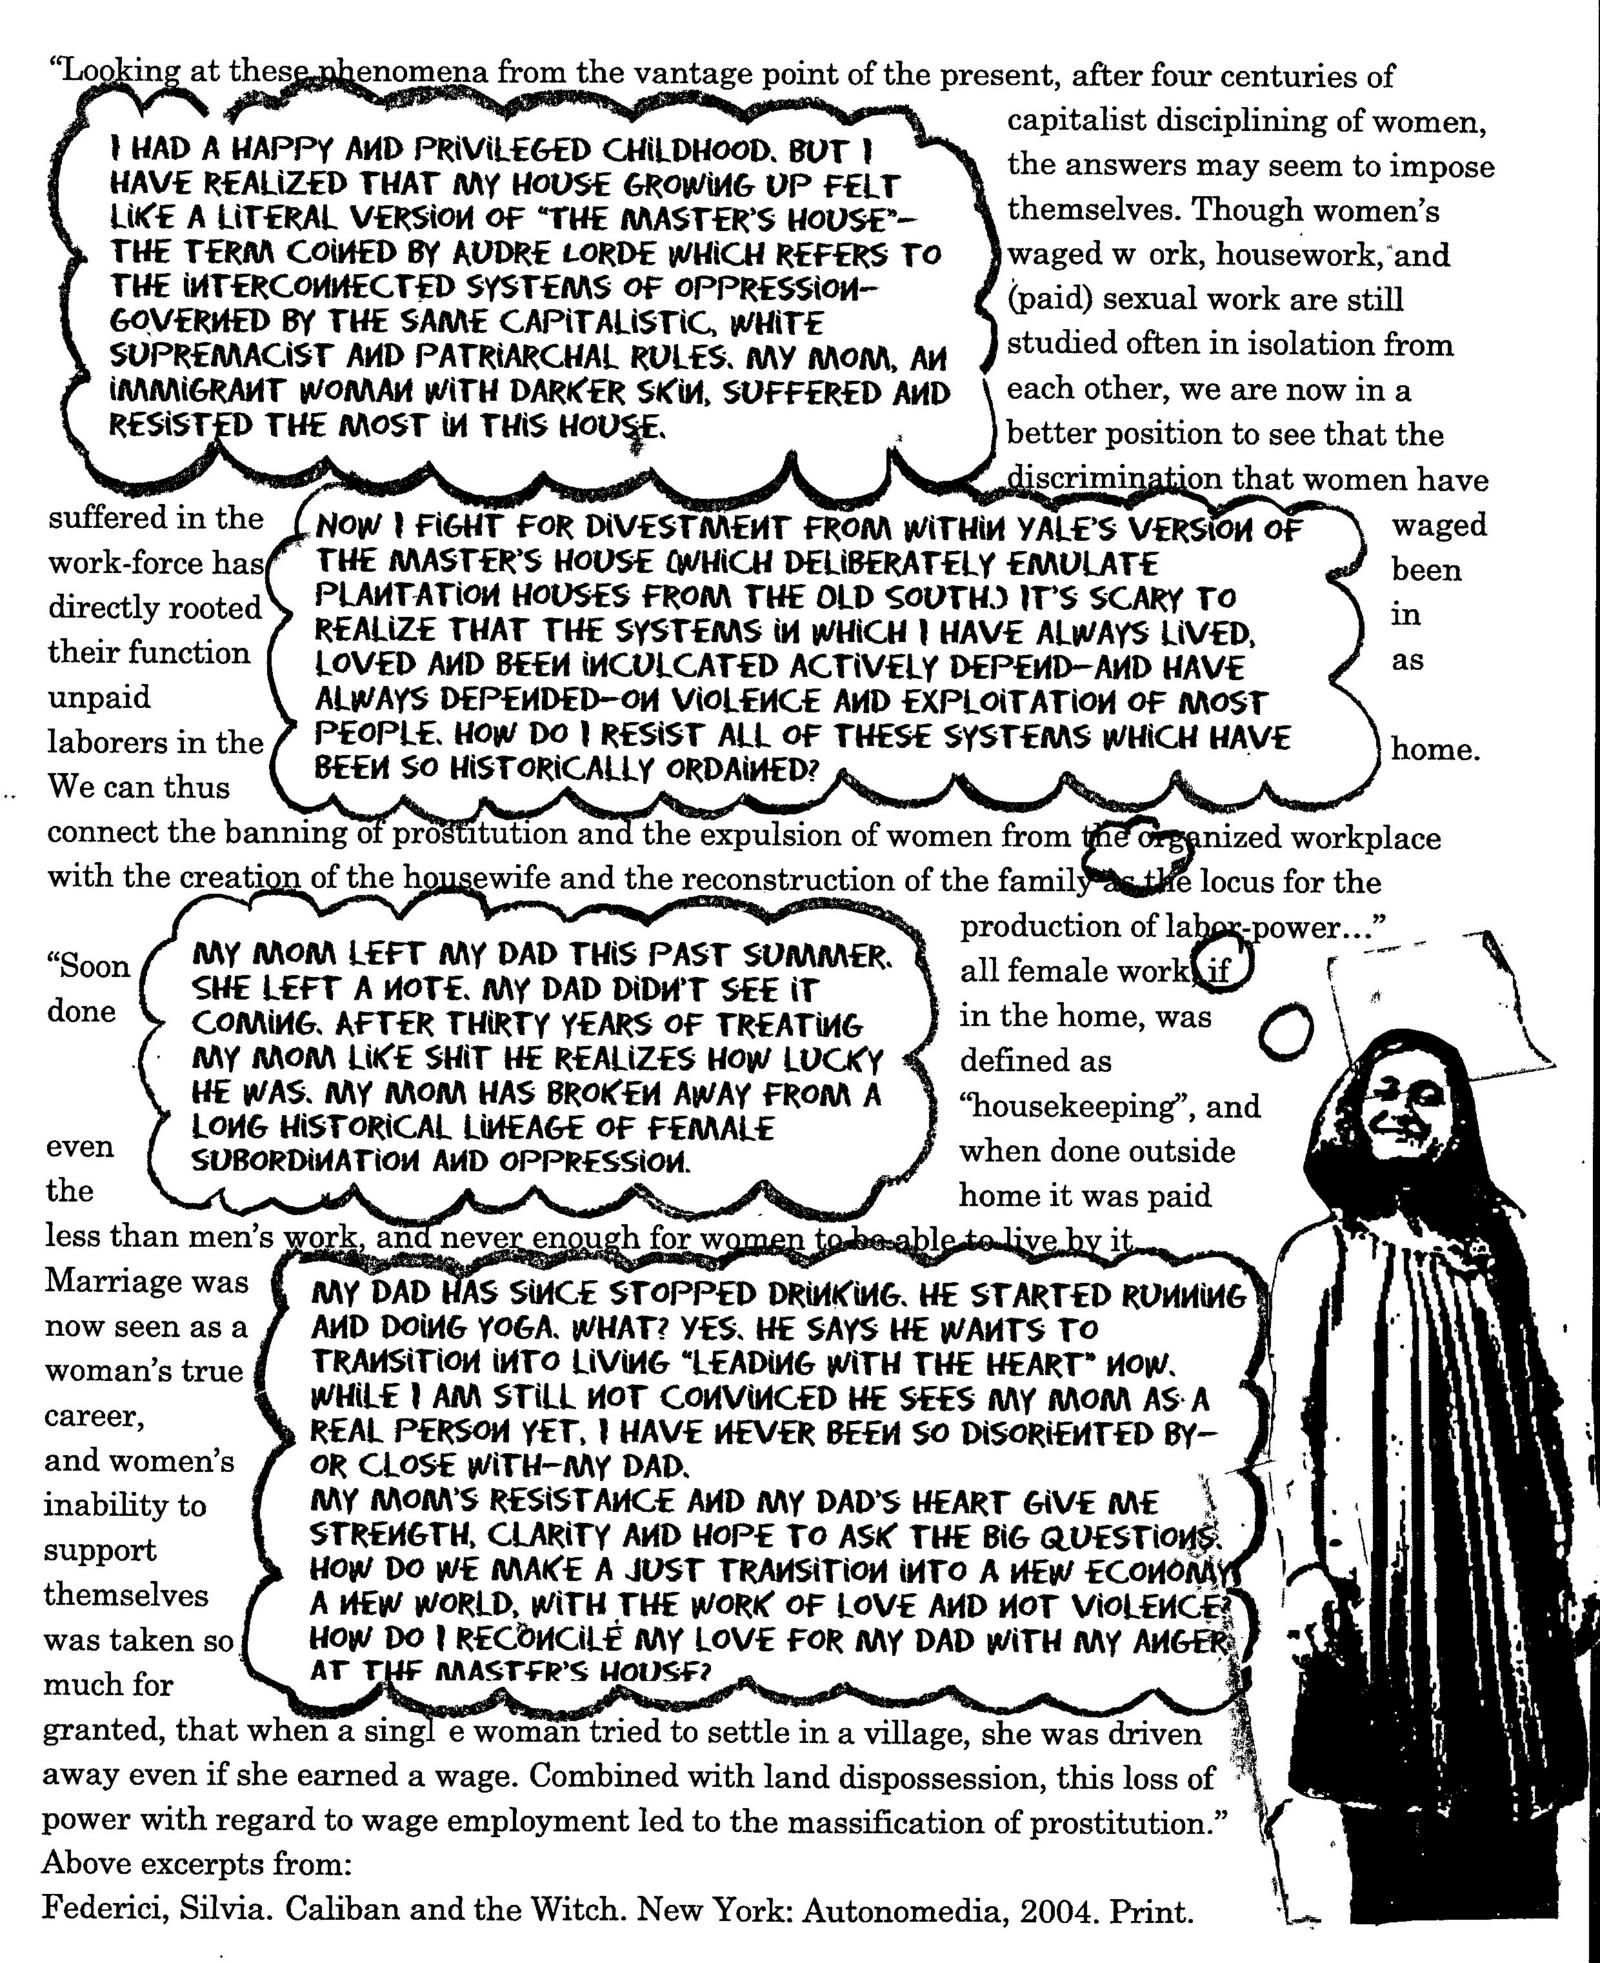 “Looking at these phenomena from the vantage point of the present, after four centuries of
capitalist disciplining of women,
the answers may seem to impose
themselves. Though women’s
waged w ork, housework, and
(paid) sexual work are still
studied often in isolation from
each other, we are now in a
better position to see that the
discrimination that women have
I HAD A HAPPY AND PRIVILEGED CHILDHOOD. BUT I
HAVE REALIZED THAT MY HOUSE GROWING UP FELT
LIKE A LITERAL VERSION OF “THE MASTER’S HOUSE”—
THE TERM COINED BY AUDRE LORDE WHICH REFERS TO
THE INTERCONNECTED SYSTEMS OF OPPRESSION—
GOVERNED BY THE SAME CAPITALISTIC, WHITE
SUPREMACIST AND PATRIARCHAL RULES. MY MOM, AN
IMMIGRANT WOMAN WITH DARKER SKIN, SUFFERED AND
RESISTED THE MOST IN THIS HOUSE.
suffered in the waged
work-force has been
directly rooted in
their function as
unpaid
laborers in the home.
We can thus
NOW I FIGHT FOR DIVESTMENT FROM WITHIN YALE’S VERSION OF
THE MASTER’S HOUSE (WHICH DELIBERATELY EMULATE
PLANTATION HOUSES FROM THE OLD SOUTH.) IT’S SCARY TO
REALIZE THAT THE SYSTEMS IN WHICH I HAVE ALWAYS LIVED,
LOVED AND BEEN INCULCATED ACTIVELY DEPEND—AND HAVE
ALWAYS DEPENDED—ON VIOLENCE AND EXPLOITATION OF MOST
PEOPLE. HOW DO I RESIST ALL OF THESE SYSTEMS WHICH HAVE
BEEN SO HISTORICALLY ORDAINED?
connect the banning of prostitution and the expulsion of women from the organized workplace
with the creation of the housewife and the reconstruction of the family as the locus for the
production of labor-power...”
“Soon all female work, if
done in the home, was
defined as
“housekeeping”, and
even when done outside
the home it was paid
MY MOM LEFT MY DAD THIS PAST SUMMER.
SHE LEFT A NOTE. MY DAD DIDN’T SEE IT
COMING. AFTER THIRTY YEARS OF TREATING
MY MOM LIKE SHIT HE REALIZES HOW LUCKY
HE WAS. MY MOM HAS BROKEN AWAY FROM A
LONG HISTORICAL LINEAGE OF FEMALE
SUBORDINATION AND OPPRESSION.
less than men’s work, and never enough for women to be able to live by it
Marriage was
now seen as a
woman’s true
career,
and women’s
inability to
support
themselves
was taken so
much for
MY DAD HAS SINCE STOPPED DRINKING. HE STARTED RUNNING
AND DOING YOGA. WHAT? YES. HE SAYS HE WANTS TO
TRANSITION INTO LIVING “LEADING WITH THE HEART” NOW.
WHILE I AM STILL NOT CONVINCED HE SEES MY MOM AS A
REAL PERSON YET, I HAVE NEVER BEEN SO DISORIENTED BY—
OR CLOSE WITH—MY DAD.
MY MOM’S RESISTANCE AND MY DAD’S HEART GIVE ME
STRENGTH, CLARITY AND HOPE TO ASK THE BIG QUESTIONS.
HOW DO WE MAKE A JUST TRANSITION INTO A NEW ECONOMY,
A NEW WORLD, WITH THE WORK OF LOVE AND NOT VIOLENCE?
HOW DO I RECONCILE MY LOVE FOR MY DAD WITH MY ANGER
AT THE MASTER’S HOUSE?
granted, that when a singl e woman tried to settle in a village, she was driven
away even if she earned a wage. Combined with land dispossession, this loss of
power with regard to wage employment led to the massification of prostitution.”
Above excerpts from:
Federici, Silvia. Caliban and the Witch. New York: Autonomedia, 2004. Print.